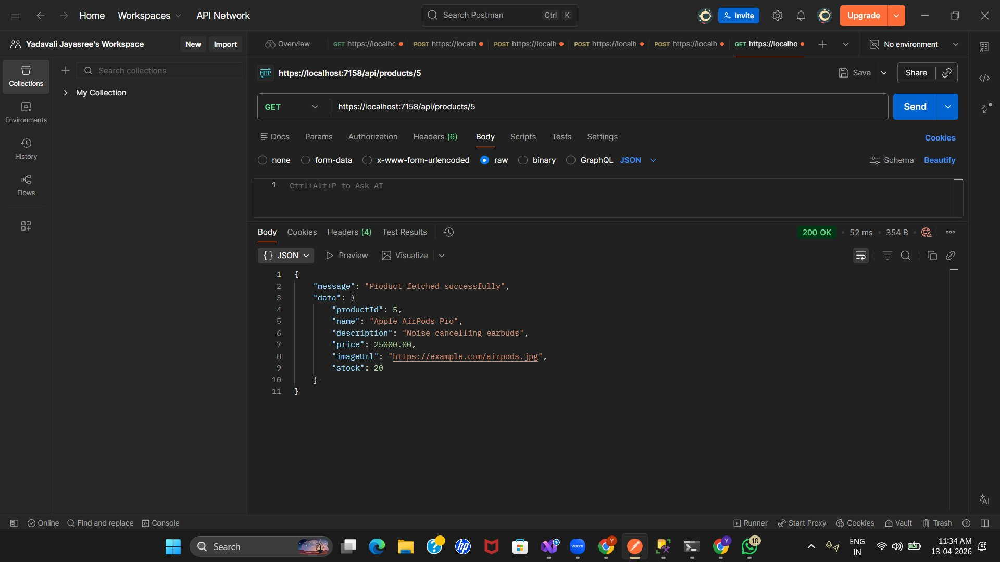 Home
Workspaces
API Network
Search Postman
Ctrl
K
Invite
Upgrade
Yadavali Jayasree's Workspace
New
Import
Overview
GET https://localhc
POST https://localh
POST https://localh
POST https://localh
POST https://localh
GET https://localhc
No environment
Collections
Search collections
My Collection
Environments
History
Flows
HTTP
https://localhost:7158/api/products/5
Save
Share
GET
https://localhost:7158/api/products/5
Send
Docs
Params
Authorization
Headers (6)
Body
Scripts
Tests
Settings
Cookies
none
form-data
x-www-form-urlencoded
raw
binary
GraphQL
JSON
Schema
Beautify
1 Ctrl+Alt+P to Ask AI
Body
Cookies
Headers (4)
Test Results
200 OK
52 ms
354 B
{} JSON
Preview
Visualize
1 {
2 "message": "Product fetched successfully",
3 "data": {
4 "productId": 5,
5 "name": "Apple AirPods Pro",
6 "description": "Noise cancelling earbuds",
7 "price": 25000.00,
8 "imageUrl": "https://example.com/airpods.jpg",
9 "stock": 20
10 }
11 }
AI
Online
Find and replace
Console
Runner
Start Proxy
Cookies
Vault
Trash
Search
hp
zoom
Y
Y
10
ENG
IN
11:34 AM
13-04-2026